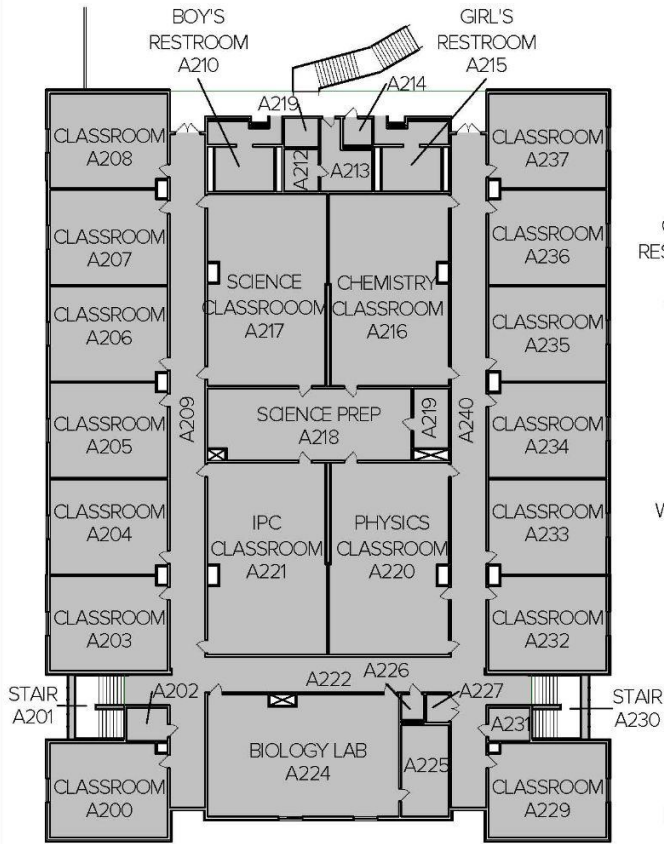 BOY'S
RESTROOM
A210
GIRL'S
RESTROOM
A215
A219
A214
CLASSROOM
A208
A212
A213
CLASSROOM
A237
CLASSROOM
A207
CLASSROOM
A236
SCIENCE
CLASSROOOM
A217
CHEMISTRY
CLASSROOM
A216
CLASSROOM
A206
CLASSROOM
A235
A209
SCIENCE PREP
A218
A219
A240
CLASSROOM
A205
CLASSROOM
A234
CLASSROOM
A204
IPC
CLASSROOM
A221
PHYSICS
CLASSROOM
A220
CLASSROOM
A233
CLASSROOM
A203
CLASSROOM
A232
STAIR
A201
A202
A222
A226
A227
A231
STAIR
A230
BIOLOGY LAB
A224
A225
CLASSROOM
A200
CLASSROOM
A229